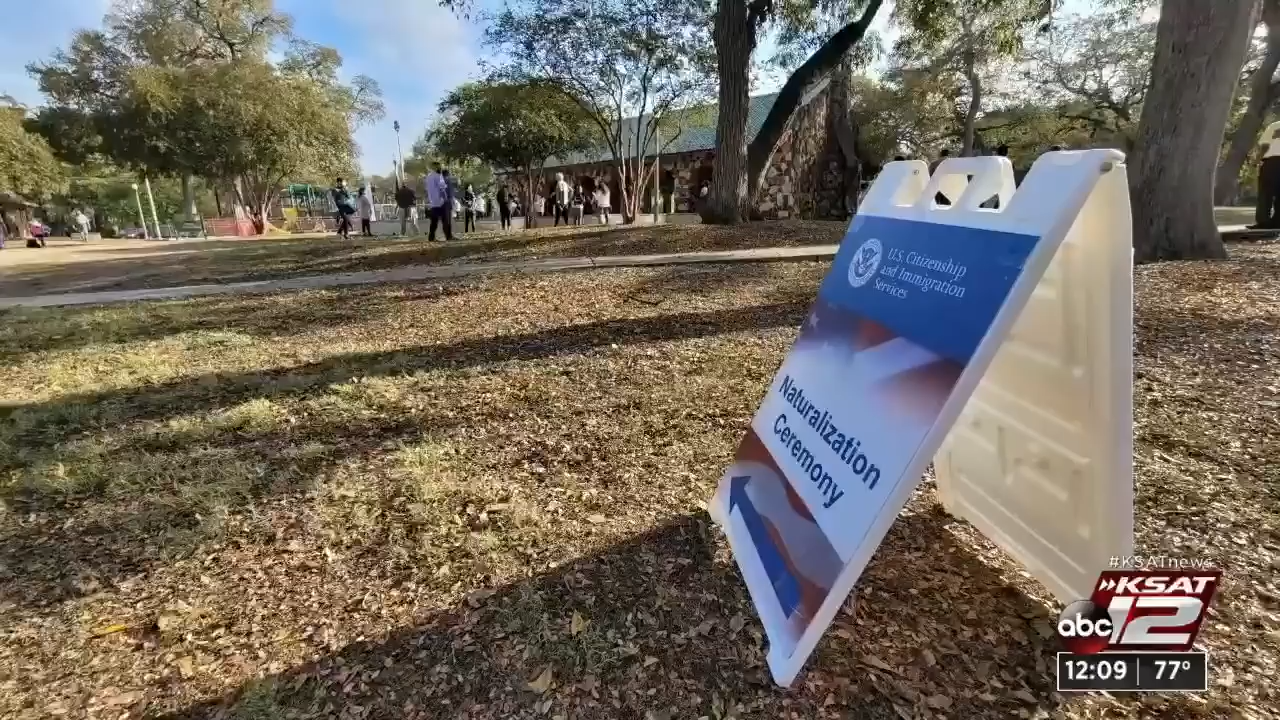 U.S. Citizenship
and Immigration
Services
Naturalization
Ceremony
#KSATnews
KSAT
abc 12
12:09 77°